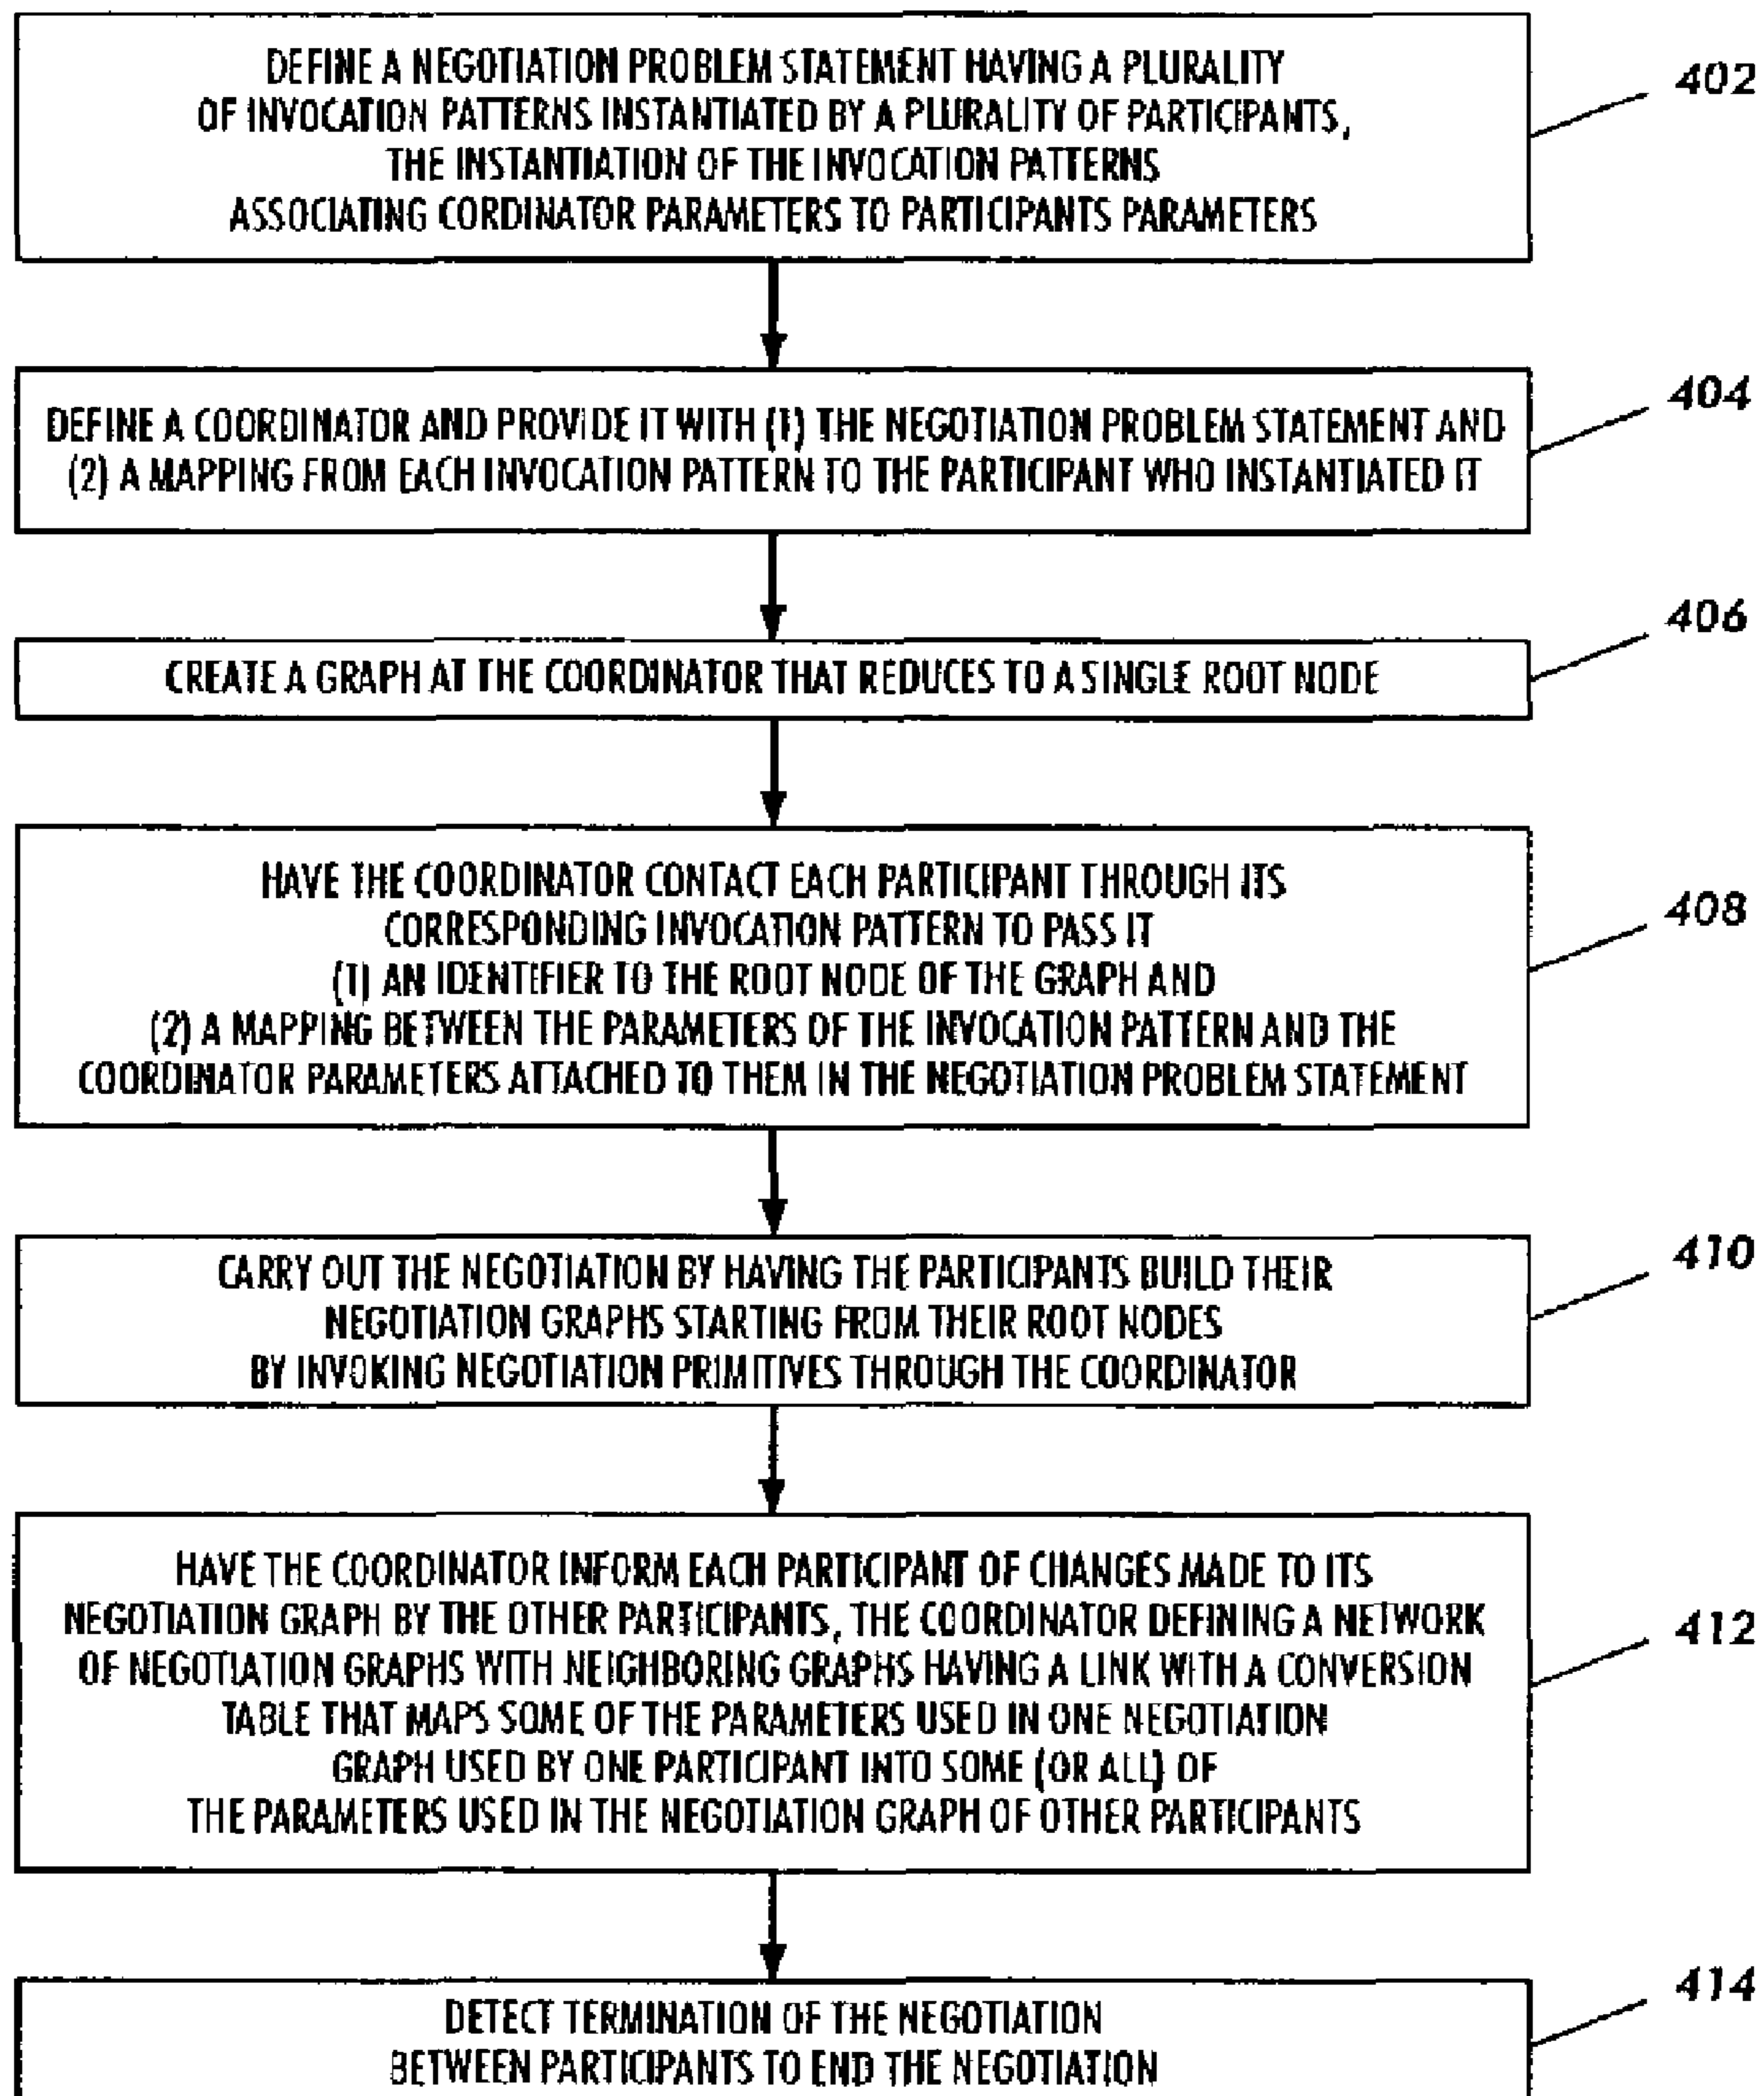 DEFINE A NEGOTIATION PROBLEM STATEMENT HAVING A PLURALITY
OF INVOCATION PATTERNS INSTANTIATED BY A PLURALITY OF PARTICIPANTS,
THE INSTANTIATION OF THE INVOCATION PATTERNS
ASSOCIATING CORDINATOR PARAMETERS TO PARTICIPANTS PARAMETERS
402
DEFINE A COORDINATOR AND PROVIDE IT WITH (1) THE NEGOTIATION PROBLEM STATEMENT AND
(2) A MAPPING FROM EACH INVOCATION PATTERN TO THE PARTICIPANT WHO INSTANTIATED IT
404
CREATE A GRAPH AT THE COORDINATOR THAT REDUCES TO A SINGLE ROOT NODE
406
HAVE THE COORDINATOR CONTACT EACH PARTICIPANT THROUGH ITS
CORRESPONDING INVOCATION PATTERN TO PASS IT
(1) AN IDENTIFIER TO THE ROOT NODE OF THE GRAPH AND
(2) A MAPPING BETWEEN THE PARAMETERS OF THE INVOCATION PATTERN AND THE
COORDINATOR PARAMETERS ATTACHED TO THEM IN THE NEGOTIATION PROBLEM STATEMENT
408
CARRY OUT THE NEGOTIATION BY HAVING THE PARTICIPANTS BUILD THEIR
NEGOTIATION GRAPHS STARTING FROM THEIR ROOT NODES
BY INVOKING NEGOTIATION PRIMITIVES THROUGH THE COORDINATOR
410
HAVE THE COORDINATOR INFORM EACH PARTICIPANT OF CHANGES MADE TO ITS
NEGOTIATION GRAPH BY THE OTHER PARTICIPANTS, THE COORDINATOR DEFINING A NETWORK
OF NEGOTIATION GRAPHS WITH NEIGHBORING GRAPHS HAVING A LINK WITH A CONVERSION
TABLE THAT MAPS SOME OF THE PARAMETERS USED IN ONE NEGOTIATION
GRAPH USED BY ONE PARTICIPANT INTO SOME (OR ALL) OF
THE PARAMETERS USED IN THE NEGOTIATION GRAPH OF OTHER PARTICIPANTS
412
DETECT TERMINATION OF THE NEGOTIATION
BETWEEN PARTICIPANTS TO END THE NEGOTIATION
414